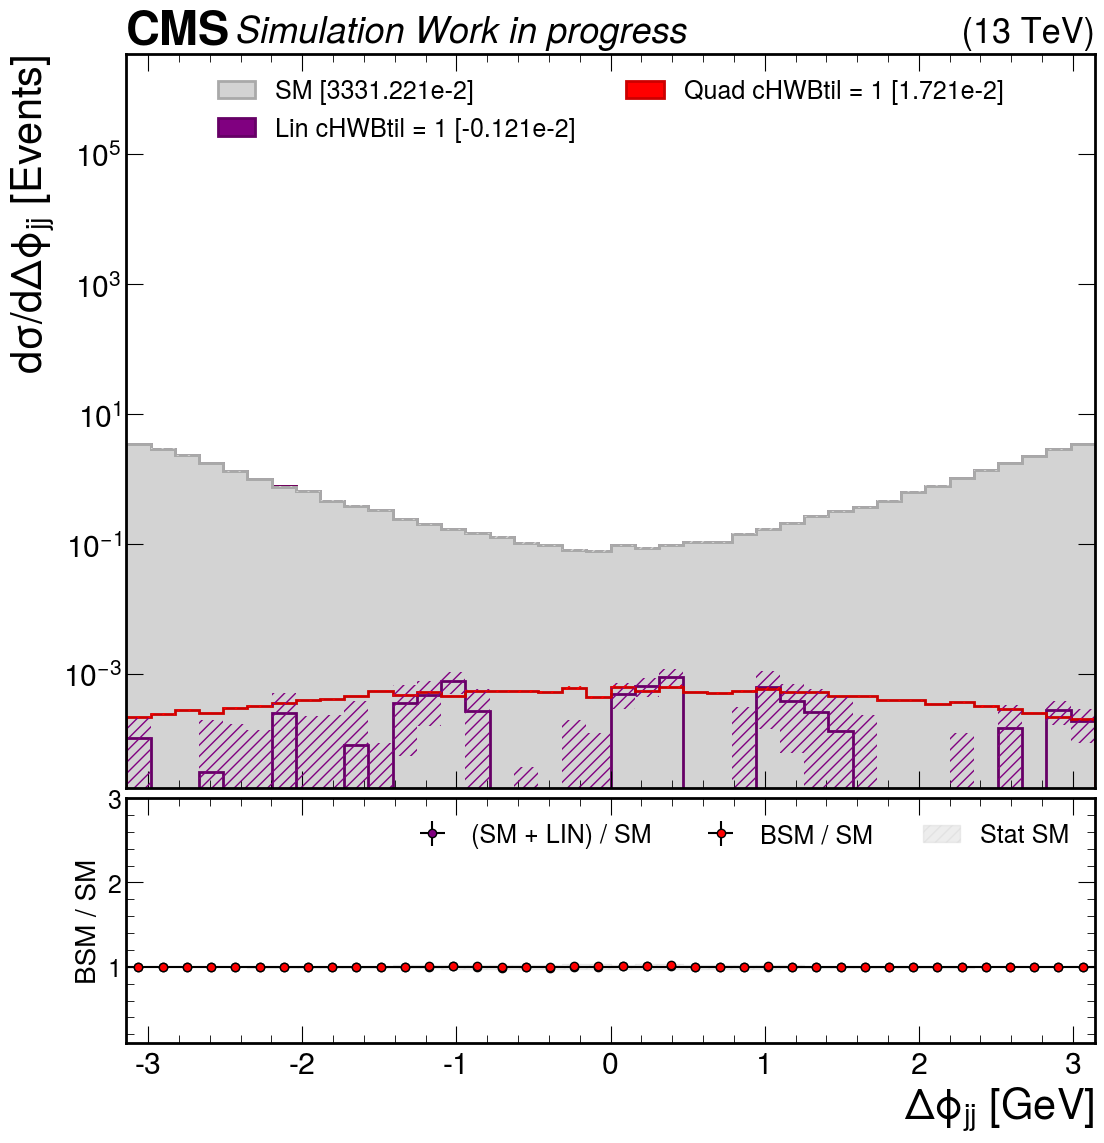 CMS Simulation Work in progress (13 TeV)
dσ/dΔϕjj [Events]
SM [3331.221e-2]
Quad cHWBtil = 1 [1.721e-2]
Lin cHWBtil = 1 [-0.121e-2]
10^5
10^3
10^1
10^−1
10^−3
BSM / SM
3
2
1
(SM + LIN) / SM
BSM / SM
Stat SM
-3 -2 -1 0 1 2 3
Δϕjj [GeV]